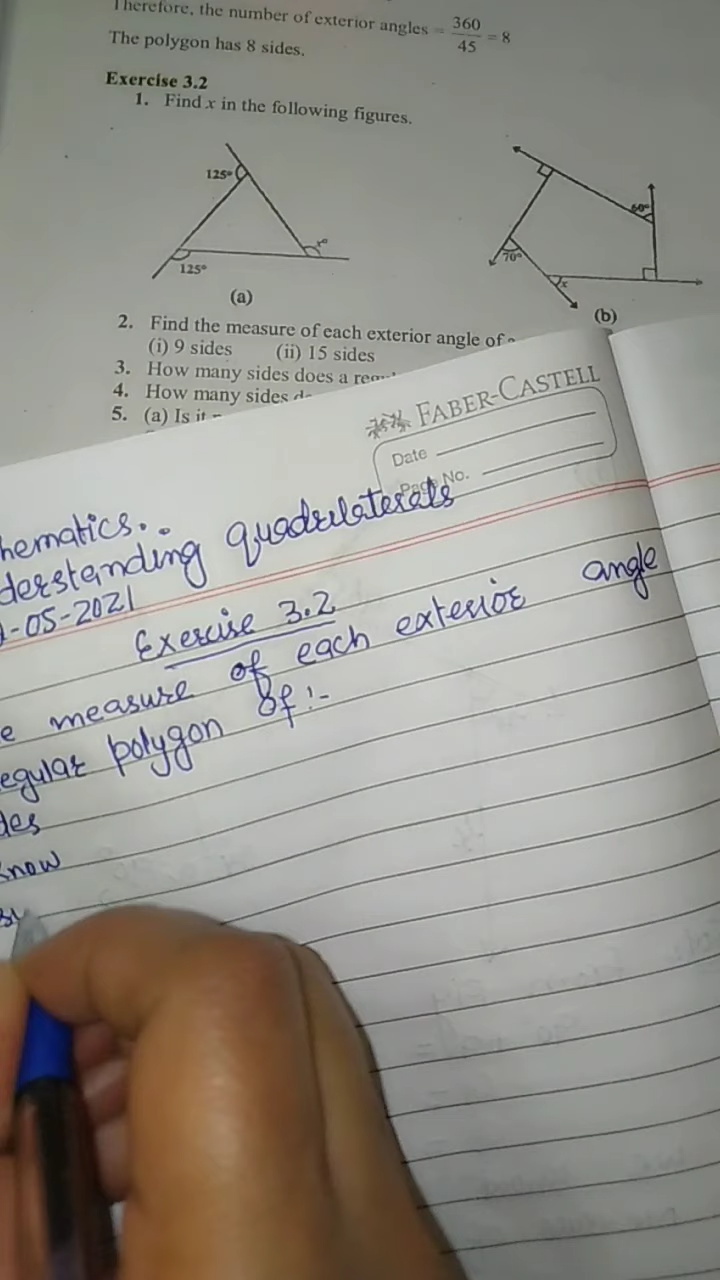 Therefore, the number of exterior angles = 360/45 = 8
The polygon has 8 sides.
Exercise 3.2
1. Find x in the following figures.
125°
x°
125°
(a)
60°
70°
x
(b)
2. Find the measure of each exterior angle of
(i) 9 sides (ii) 15 sides
3. How many sides does a
4. How many sides
5. (a) Is it
FABER-CASTELL
Date
Page No.
hematics.
derstanding quadrilaterals
-05-2021
Exercise 3.2
e measure of each exterior angle
egular polygon of :-
des
know